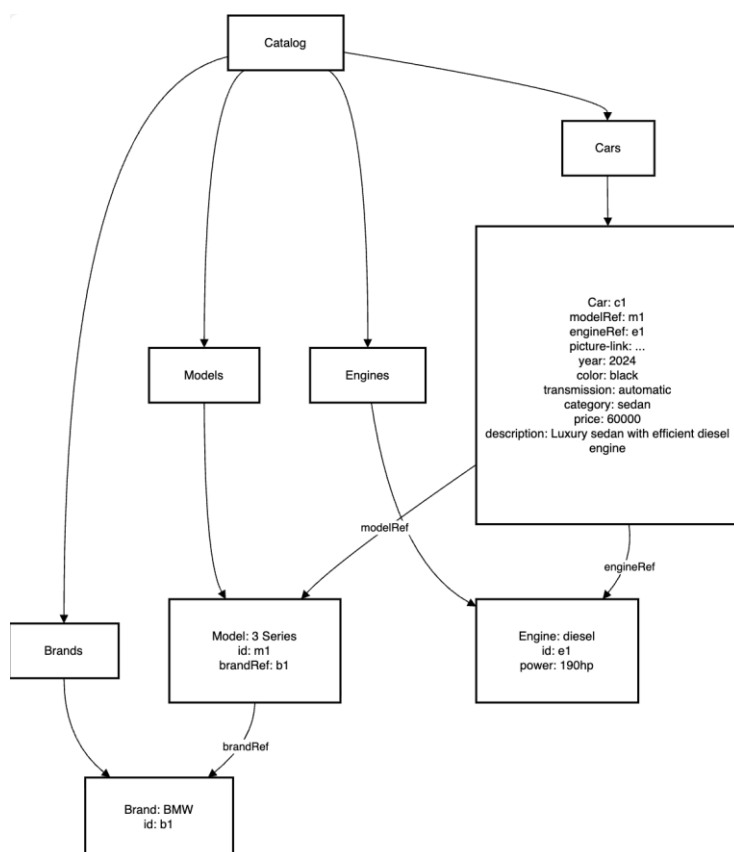 Catalog
Cars
Car: c1
modelRef: m1
engineRef: e1
picture-link: ...
year: 2024
color: black
transmission: automatic
category: sedan
price: 60000
description: Luxury sedan with efficient diesel
engine
Models
Engines
modelRef
engineRef
Brands
Model: 3 Series
id: m1
brandRef: b1
Engine: diesel
id: e1
power: 190hp
brandRef
Brand: BMW
id: b1